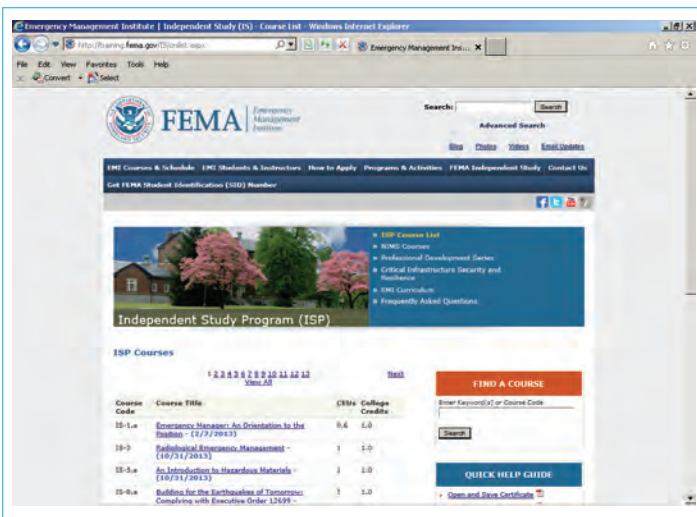 Emergency Management Institute | Independent Study (IS) - Course List - Windows Internet Explorer
Emergency Management Ins...
File Edit View Favorites Tools Help
Convert Select
FEMA
Emergency
Management
Institute
Search:
Search
Advanced Search
Blog Photos Videos Email Updates
EMI Courses & Schedule EMI Students & Instructors How to Apply Programs & Activities FEMA Independent Study Contact Us
Get FEMA Student Identification (SID) Number
ISP Course List
NIMS Courses
Professional Development Series
Critical Infrastructure Security and
Resilience
EMI Curriculum
Frequently Asked Questions
Independent Study Program (ISP)
ISP Courses
1 2 3 4 5 6 7 8 9 10 11 12 13
Next
View All
FIND A COURSE
Course Code
Course Title
CEUs
College Credits
Enter Keyword(s) or Course Code
Search
IS-1.a
Emergency Manager: An Orientation to the
Position - (2/7/2013)
0.6 1.0
IS-3
Radiological Emergency Management -
(10/31/2013)
1 1.0
IS-5.a
An Introduction to Hazardous Materials -
(10/31/2013)
1 1.0
QUICK HELP GUIDE
Building for the Earthquakes of Tomorrow:
Complying with Executive Order 12699 -
1 1.0
Open and Save Certificate